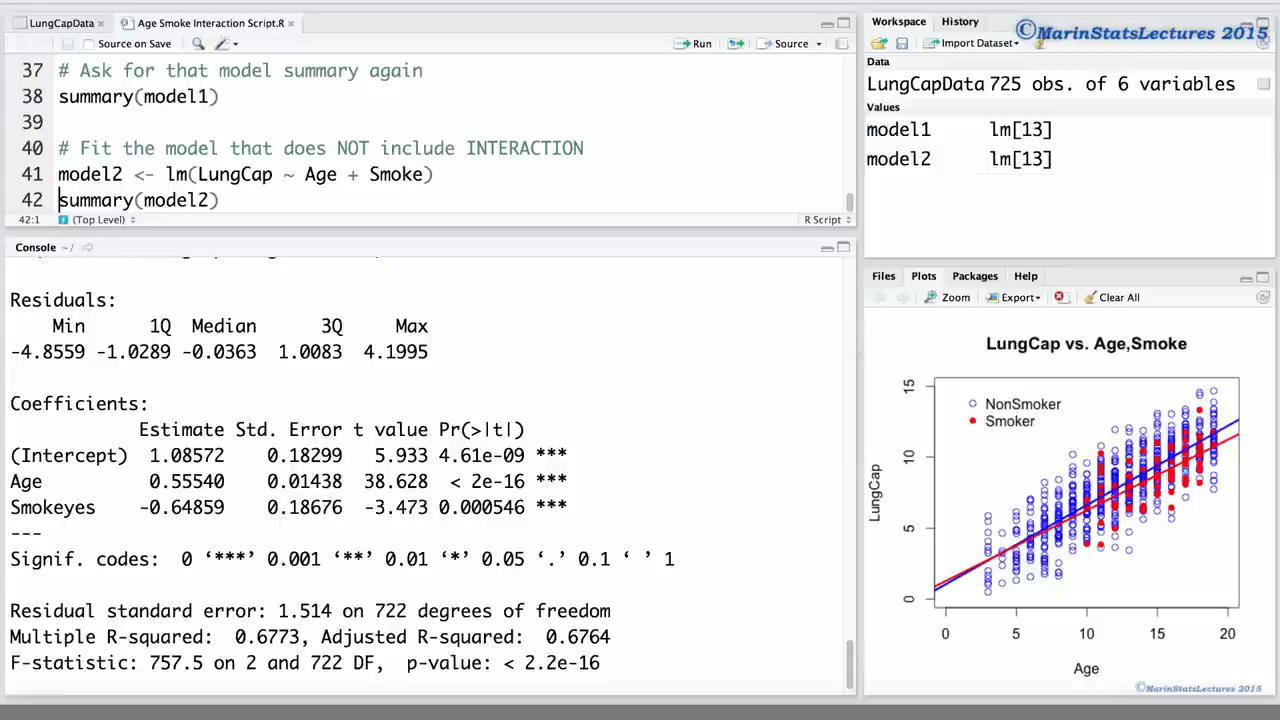 LungCapData
Age Smoke Interaction Script.R
Source on Save
Run
Source
37 # Ask for that model summary again
38 summary(model1)
39
40 # Fit the model that does NOT include INTERACTION
41 model2 <- lm(LungCap ~ Age + Smoke)
42 summary(model2)
42:1 (Top Level) R Script
Console ~/
Residuals:
Min 1Q Median 3Q Max
-4.8559 -1.0289 -0.0363 1.0083 4.1995
Coefficients:
Estimate Std. Error t value Pr(>|t|)
(Intercept) 1.08572 0.18299 5.933 4.61e-09 ***
Age 0.55540 0.01438 38.628 < 2e-16 ***
Smokeyes -0.64859 0.18676 -3.473 0.000546 ***
---
Signif. codes: 0 ‘***’ 0.001 ‘**’ 0.01 ‘*’ 0.05 ‘.’ 0.1 ‘ ’ 1
Residual standard error: 1.514 on 722 degrees of freedom
Multiple R-squared: 0.6773, Adjusted R-squared: 0.6764
F-statistic: 757.5 on 2 and 722 DF, p-value: < 2.2e-16
Workspace History
©MarinStatsLectures 2015
Import Dataset
Data
LungCapData 725 obs. of 6 variables
Values
model1 lm[13]
model2 lm[13]
Files Plots Packages Help
Zoom Export Clear All
LungCap vs. Age,Smoke
NonSmoker
Smoker
LungCap
15
10
5
0
0 5 10 15 20
Age
©MarinStatsLectures 2015